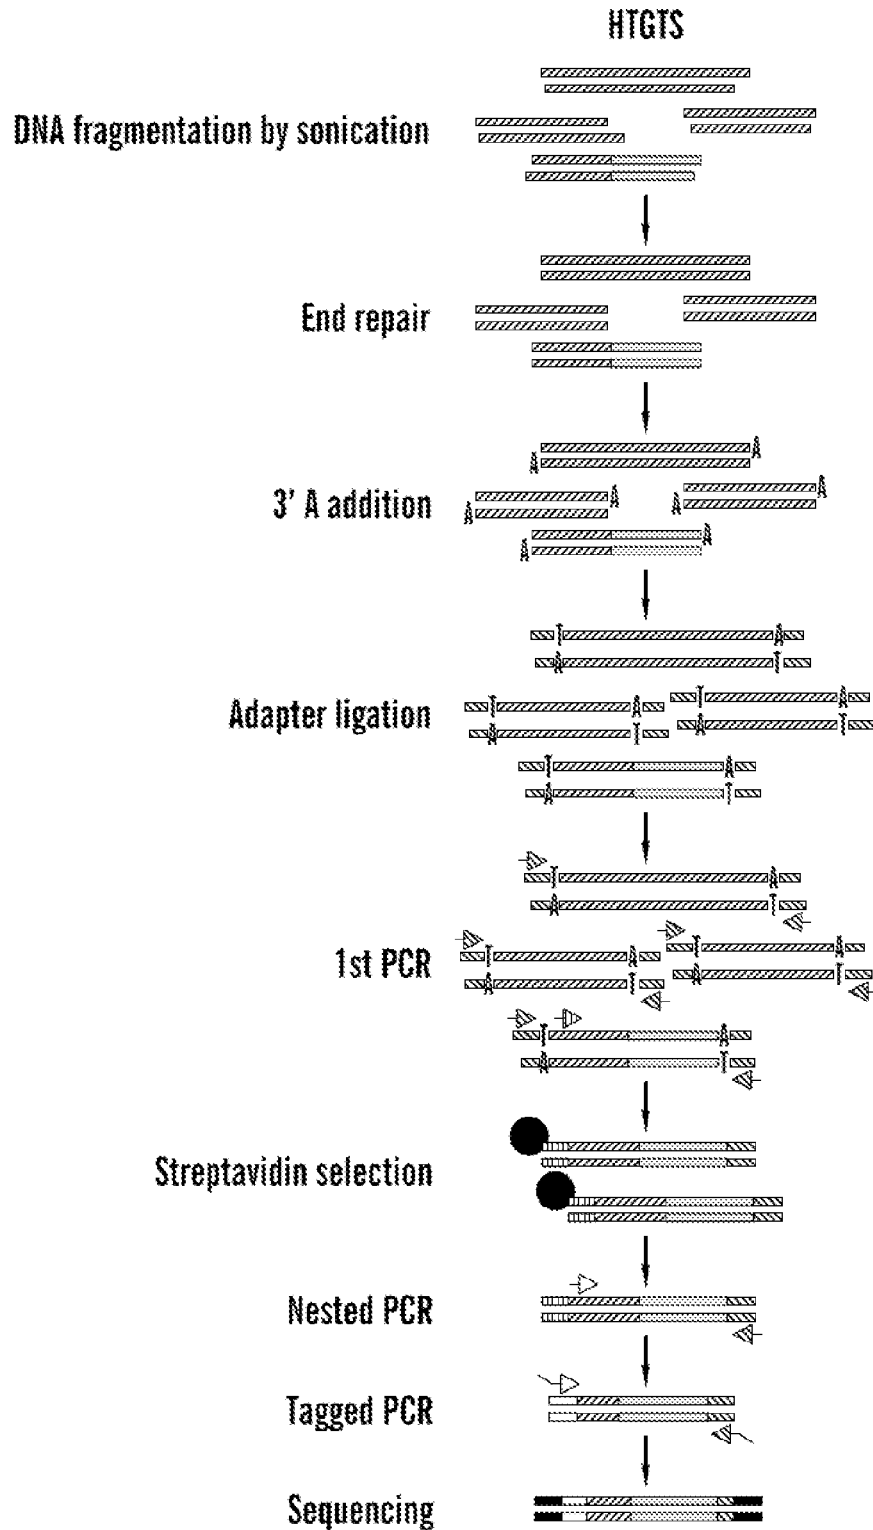 HTGTS
DNA fragmentation by sonication
End repair
A
A
3' A addition
A
A
A
A
A
A
T
A
A
T
Adapter ligation
T
A
T
A
A
T
A
T
T
A
A
T
T
A
A
T
1st PCR
T
A
T
A
A
T
A
T
T
A
A
T
Streptavidin selection
Nested PCR
Tagged PCR
Sequencing